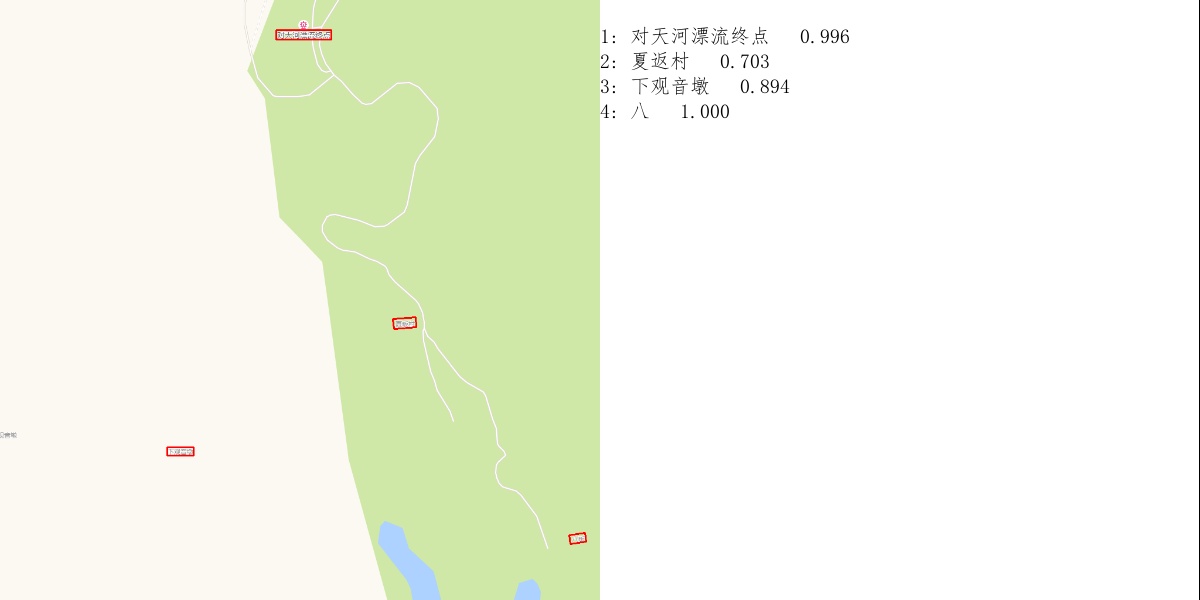 对天河漂流终点
1: 对天河漂流终点 0.996
2: 夏返村 0.703
3: 下观音墩 0.894
4: 八 1.000